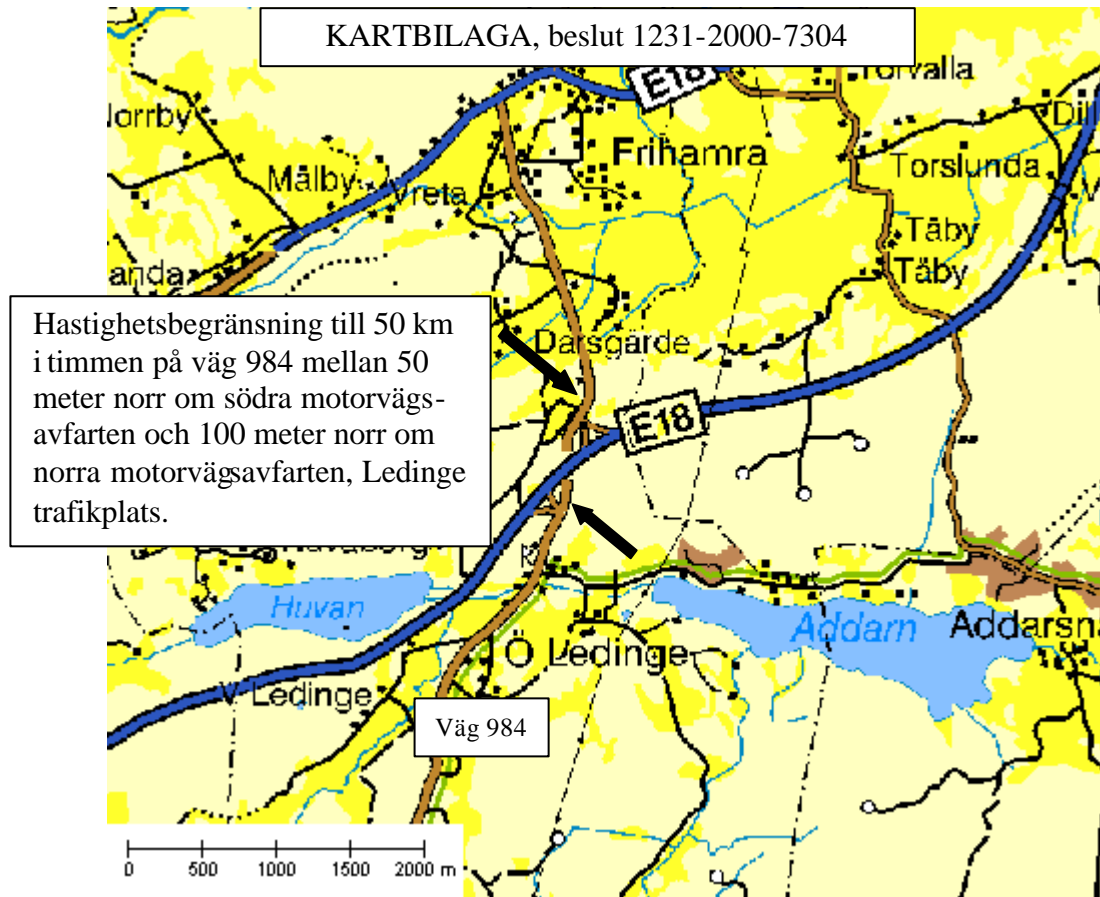 KARTBILAGA, beslut 1231-2000-7304
E18
Torvalla
Norrby
Frihamra
Målby
Vreta
Torslunda
Täby
Täby
anda
Hastighetsbegränsning till 50 km
i timmen på väg 984 mellan 50
meter norr om södra motorvägs-
avfarten och 100 meter norr om
norra motorvägsavfarten, Ledinge
trafikplats.
Darsgärde
E18
K
Huvan
Addarn
Addarsnä
Ö Ledinge
V Ledinge
Väg 984
0 500 1000 1500 2000 m